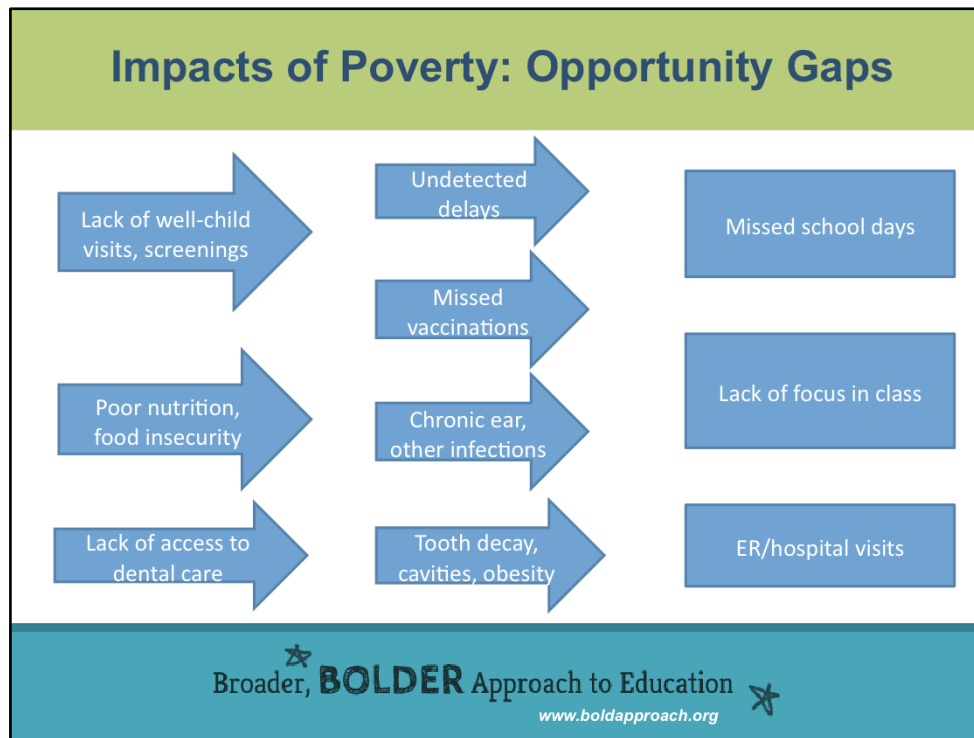 Impacts of Poverty: Opportunity Gaps
Lack of well-child
visits, screenings
Poor nutrition,
food insecurity
Lack of access to
dental care
Undetected
delays
Missed
vaccinations
Chronic ear,
other infections
Tooth decay,
cavities, obesity
Missed school days
Lack of focus in class
ER/hospital visits
Broader, BOLDER Approach to Education
www.boldapproach.org